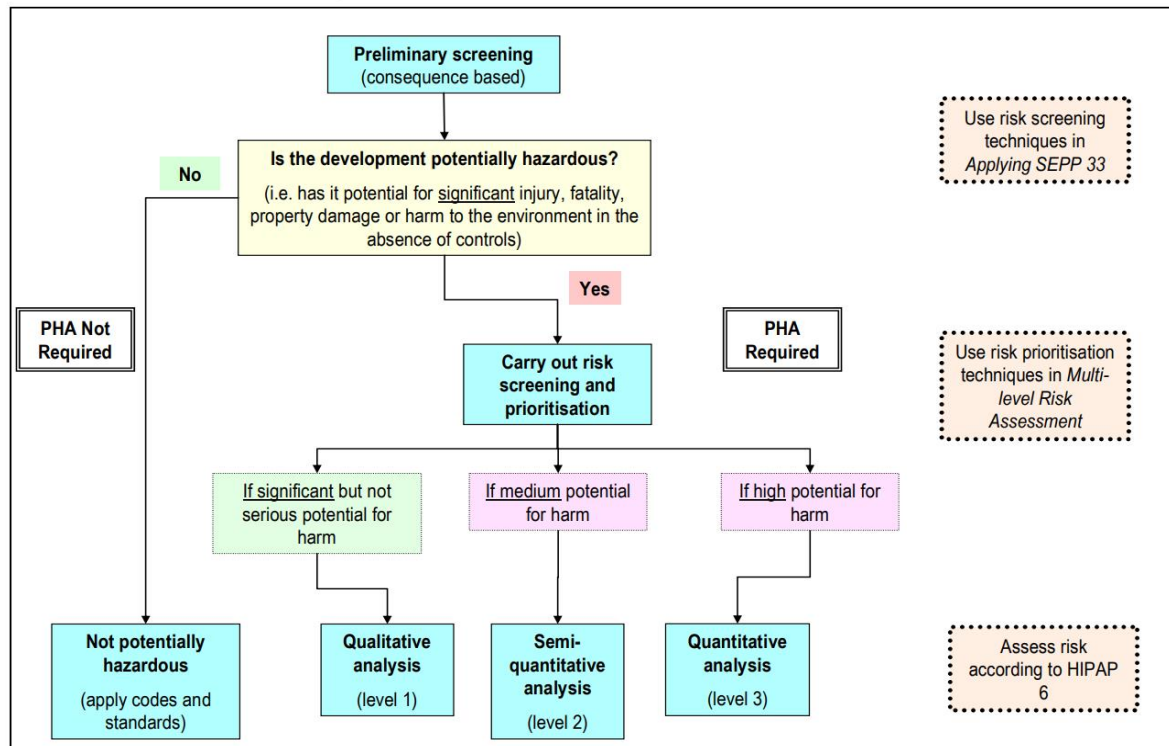 Preliminary screening
(consequence based)
Use risk screening
techniques in
Applying SEPP 33
Is the development potentially hazardous?
(i.e. has it potential for significant injury, fatality,
property damage or harm to the environment in the
absence of controls)
No
Yes
PHA Not
Required
PHA
Required
Carry out risk
screening and
prioritisation
Use risk prioritisation
techniques in Multi-
level Risk
Assessment
If significant but not
serious potential for
harm
If medium potential
for harm
If high potential for
harm
Not potentially
hazardous
(apply codes and
standards)
Qualitative
analysis
(level 1)
Semi-
quantitative
analysis
(level 2)
Quantitative
analysis
(level 3)
Assess risk
according to HIPAP
6